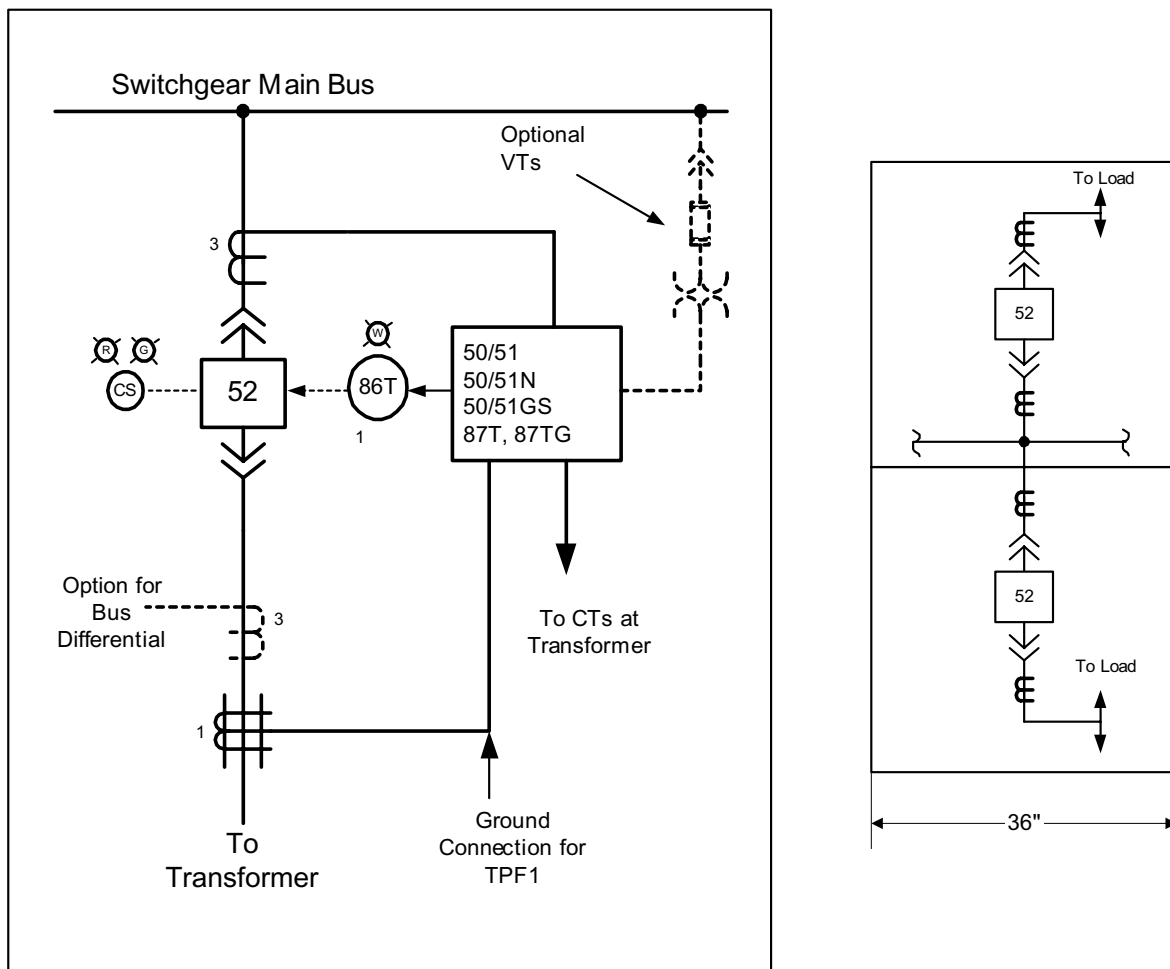 Switchgear Main Bus
Optional
VTs
3
R
G
W
CS
52
86T
1
50/51
50/51N
50/51GS
87T, 87TG
Option for
Bus
Differential
3
To CTs at
Transformer
1
Ground
Connection for
TPF1
To
Transformer
To Load
52
52
To Load
36"